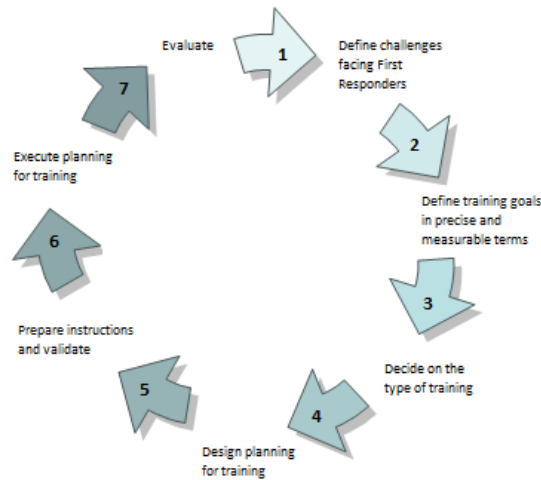 Evaluate
1
Define challenges
facing First
Responders
2
Define training goals
in precise and
measurable terms
3
Decide on the
type of training
4
Design planning
for training
5
Prepare instructions
and validate
6
Execute planning
for training
7